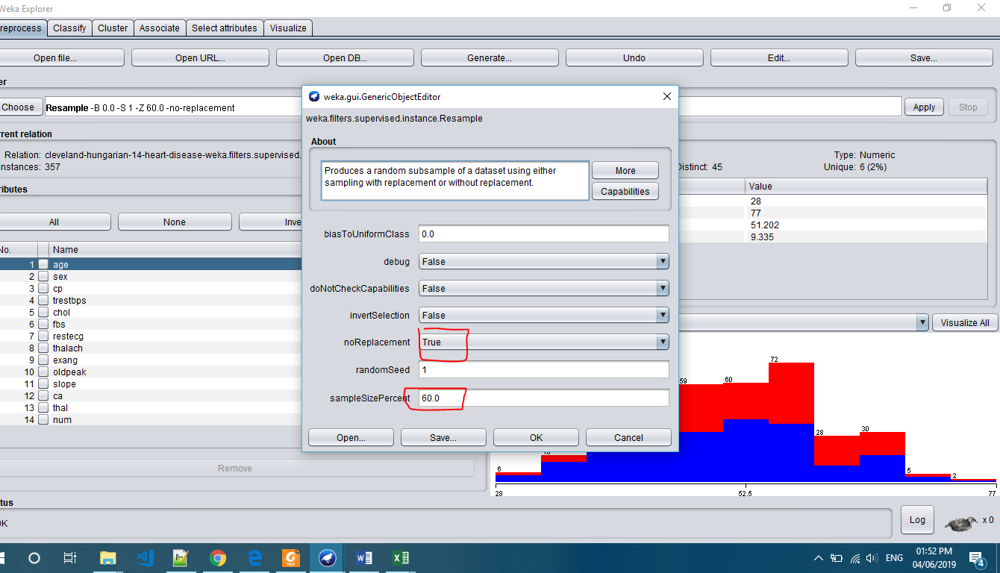 Weka Explorer
reprocess Classify Cluster Associate Select attributes Visualize
Open file... Open URL... Open DB... Generate... Undo Edit... Save...
er
Choose Resample -B 0.0 -S 1 -Z 60.0 -no-replacement Apply Stop
weka.gui.GenericObjectEditor
weka.filters.supervised.instance.Resample
About
Produces a random subsample of a dataset using either
sampling with replacement or without replacement.
More
Capabilities
biasToUniformClass 0.0
debug False
doNotCheckCapabilities False
invertSelection False
noReplacement True
randomSeed 1
sampleSizePercent 60.0
Open... Save... OK Cancel
rrent relation
Relation: cleveland-hungarian-14-heart-disease-weka.filters.supervised.
nstances: 357
ributes
All None Inve
No. Name
1 age
2 sex
3 cp
4 trestbps
5 chol
6 fbs
7 restecg
8 thalach
9 exang
10 oldpeak
11 slope
12 ca
13 thal
14 num
Remove
Type: Numeric
Distinct: 45 Unique: 6 (2%)
Value
28
77
51.202
9.335
Visualize All
6
59
60
72
28
30
5
2
28 52.5 77
tus
OK
Log x 0
ENG 01:52 PM
04/06/2019
4